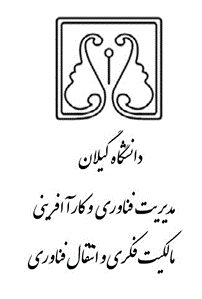 دانشگاه گیلان
مدیریت فناوری و کارآفرینی
مالکیت فکری و انتقال فناوری